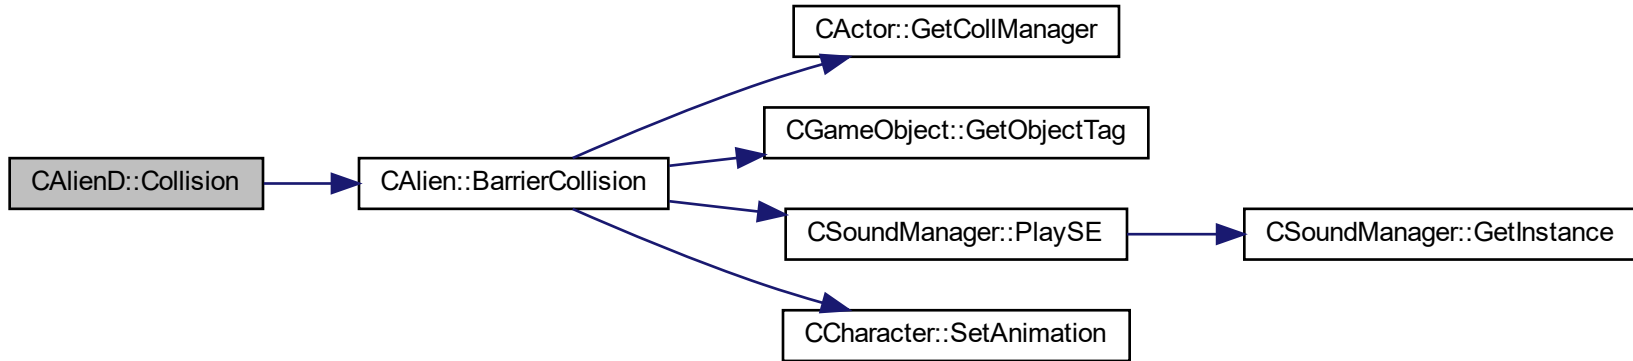 CActor::GetCollManager
CGameObject::GetObjectTag
CAlienD::Collision
CAlien::BarrierCollision
CSoundManager::PlaySE
CSoundManager::GetInstance
CCharacter::SetAnimation